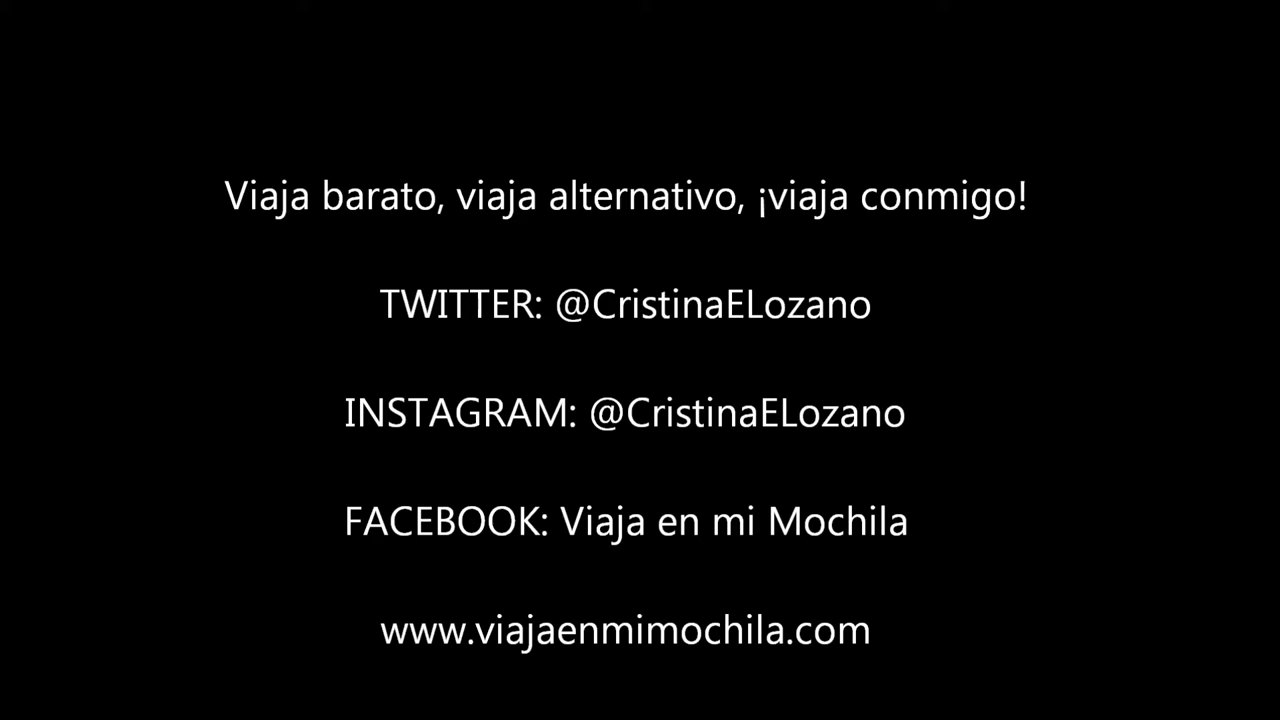 Viaja barato, viaja alternativo, ¡viaja conmigo!
TWITTER: @CristinaELozano
INSTAGRAM: @CristinaELozano
FACEBOOK: Viaja en mi Mochila
www.viajaenmimochila.com